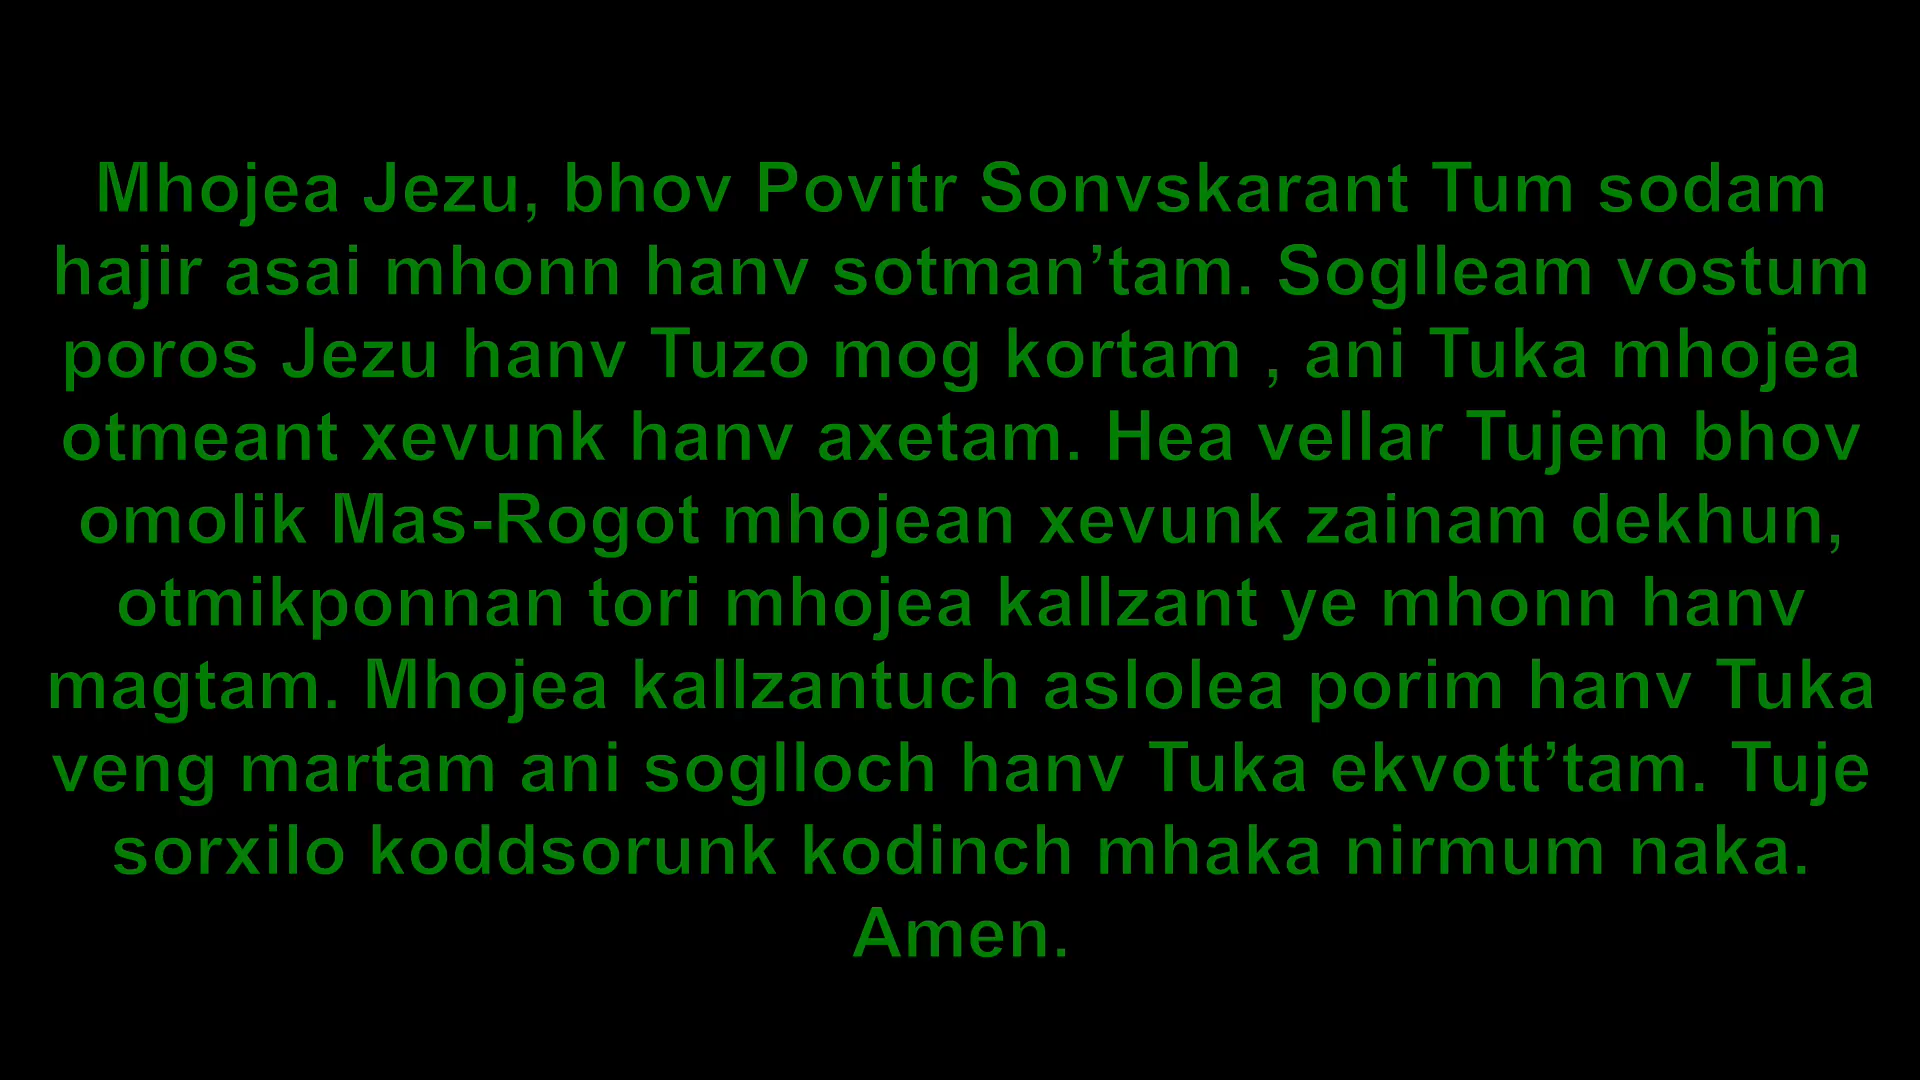 Mhojea Jezu, bhov Povitr Sonvskarant Tum sodam
hajir asai mhonn hanv sotman’tam. Soglleam vostum
poros Jezu hanv Tuzo mog kortam , ani Tuka mhojea
otmeant xevunk hanv axetam. Hea vellar Tujem bhov
omolik Mas-Rogot mhojean xevunk zainam dekhun,
otmikponnan tori mhojea kallzant ye mhonn hanv
magtam. Mhojea kallzantuch aslolea porim hanv Tuka
veng martam ani soglloch hanv Tuka ekvott’tam. Tuje
sorxilo koddsorunk kodinch mhaka nirmum naka.
Amen.